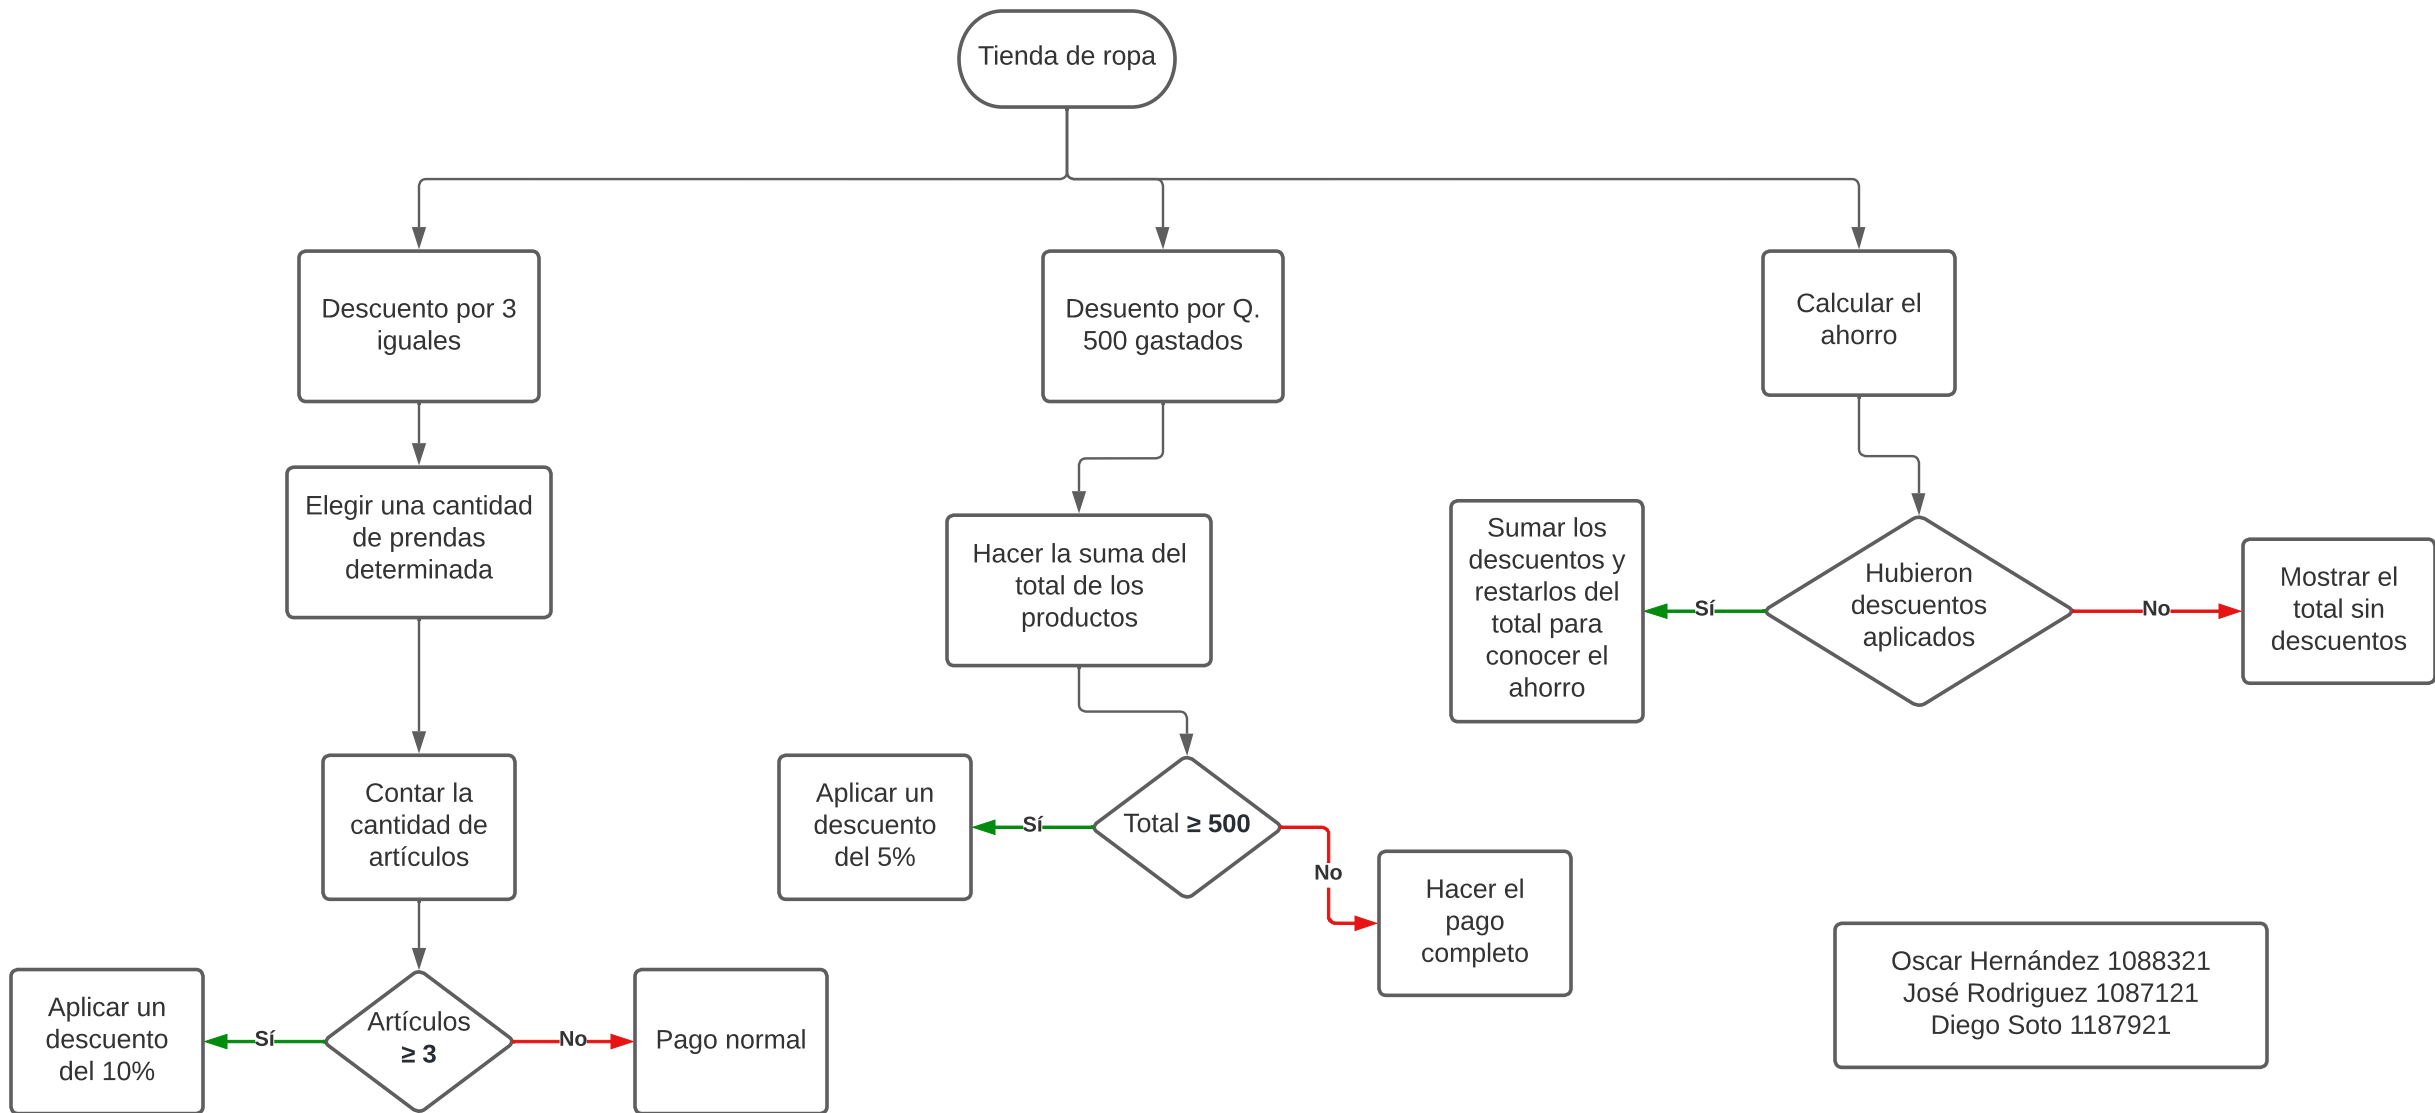 Tienda de ropa
Descuento por 3
iguales
Desuento por Q.
500 gastados
Calcular el
ahorro
Elegir una cantidad
de prendas
determinada
Hacer la suma del
total de los
productos
Sumar los
descuentos y
restarlos del
total para
conocer el
ahorro
Sí
Hubieron
descuentos
aplicados
No
Mostrar el
total sin
descuentos
Contar la
cantidad de
artículos
Aplicar un
descuento
del 5%
Sí
Total ≥ 500
No
Hacer el
pago
completo
Aplicar un
descuento
del 10%
Sí
Artículos
≥ 3
No
Pago normal
Oscar Hernández 1088321
José Rodriguez 1087121
Diego Soto 1187921